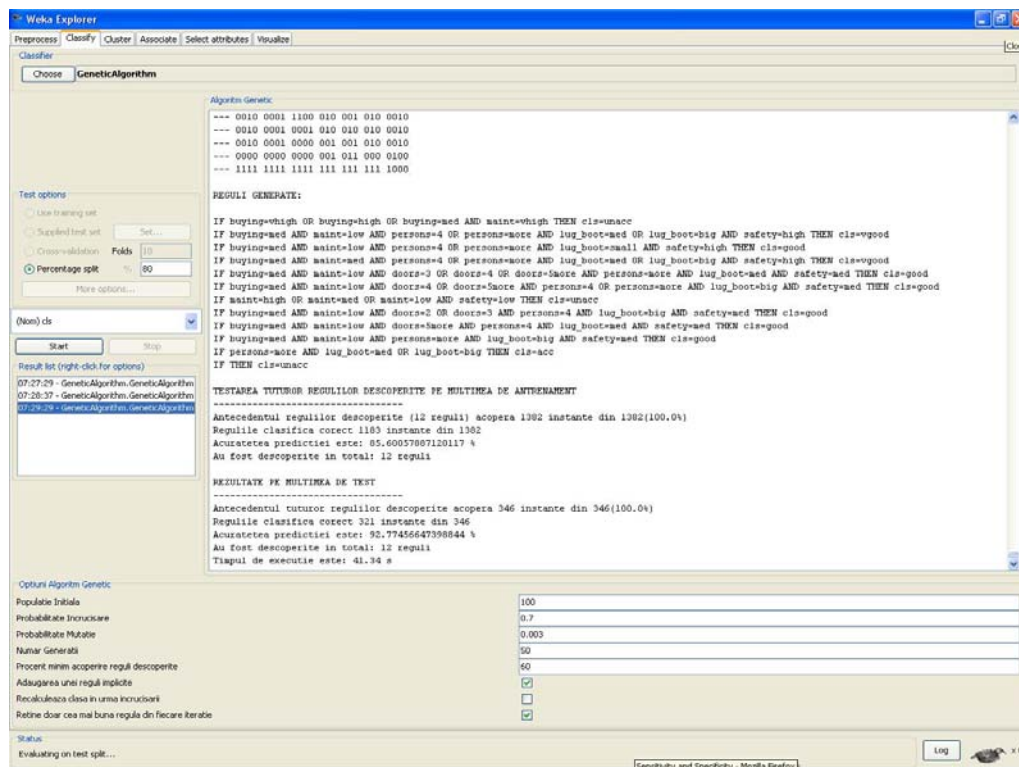 Weka Explorer
Preprocess Classify Cluster Associate Select attributes Visualize
Clo
Classifier
Choose GeneticAlgorithm
Algoritm Genetic
--- 0010 0001 1100 010 001 010 0010
--- 0010 0001 0001 010 010 010 0010
--- 0010 0001 0000 001 001 010 0010
--- 0000 0000 0000 001 011 000 0100
--- 1111 1111 1111 111 111 111 1000
REGULI GENERATE:
IF buying=vhigh OR buying=high OR buying=med AND maint=vhigh THEN cls=unacc
IF buying=med AND maint=low AND persons=4 OR persons=more AND lug_boot=med OR lug_boot=big AND safety=high THEN cls=vgood
IF buying=med AND maint=low AND persons=4 OR persons=more AND lug_boot=small AND safety=high THEN cls=good
IF buying=med AND maint=med AND persons=4 OR persons=more AND lug_boot=med OR lug_boot=big AND safety=high THEN cls=vgood
IF buying=med AND maint=low AND doors=3 OR doors=4 OR doors=5more AND persons=more AND lug_boot=med AND safety=med THEN cls=good
IF buying=med AND maint=low AND doors=4 OR doors=5more AND persons=4 OR persons=more AND lug_boot=big AND safety=med THEN cls=good
IF maint=high OR maint=med OR maint=low AND safety=low THEN cls=unacc
IF buying=med AND maint=low AND doors=2 OR doors=3 AND persons=4 AND lug_boot=big AND safety=med THEN cls=good
IF buying=med AND maint=low AND doors=5more AND persons=4 AND lug_boot=med AND safety=med THEN cls=good
IF buying=med AND maint=low AND persons=more AND lug_boot=big AND safety=med THEN cls=good
IF persons=more AND lug_boot=med OR lug_boot=big THEN cls=acc
IF THEN cls=unacc
TESTAREA TUTUROR REGULILOR DESCOPERITE PE MULTIMEA DE ANTRENAMENT
----------------------------------
Antecedentul regulilor descoperite (12 reguli) acopera 1382 instante din 1382(100.0%)
Regulile clasifica corect 1183 instante din 1382
Acuratetea predictiei este: 85.60057887120117 %
Au fost descoperite in total: 12 reguli
REZULTATE PE MULTIMEA DE TEST
----------------------------------
Antecedentul tuturor regulilor descoperite acopera 346 instante din 346(100.0%)
Regulile clasifica corect 321 instante din 346
Acuratetea predictiei este: 92.77456647398844 %
Au fost descoperite in total: 12 reguli
Timpul de executie este: 41.34 s
Test options
Use training set
Supplied test set Set...
Cross-validation Folds 10
Percentage split % 80
More options...
(Nom) cls
Start Stop
Result list (right-click for options)
07:27:29 - GeneticAlgorithm.GeneticAlgorithm
07:28:37 - GeneticAlgorithm.GeneticAlgorithm
07:29:29 - GeneticAlgorithm.GeneticAlgorithm
Optiuni Algoritm Genetic
Populatie Initiala 100
Probabilitate Incrucisare 0.7
Probabilitate Mutatie 0.003
Numar Generatii 50
Procent minim acoperire reguli descoperite 60
Adaugarea unei reguli implicite
Recalculeaza clasa in urma incrucisarii
Retine doar cea mai buna regula din fiecare iteratie
Status
Evaluating on test split...
Log
x
Sensitivity and Specificity - Mozilla Firefox